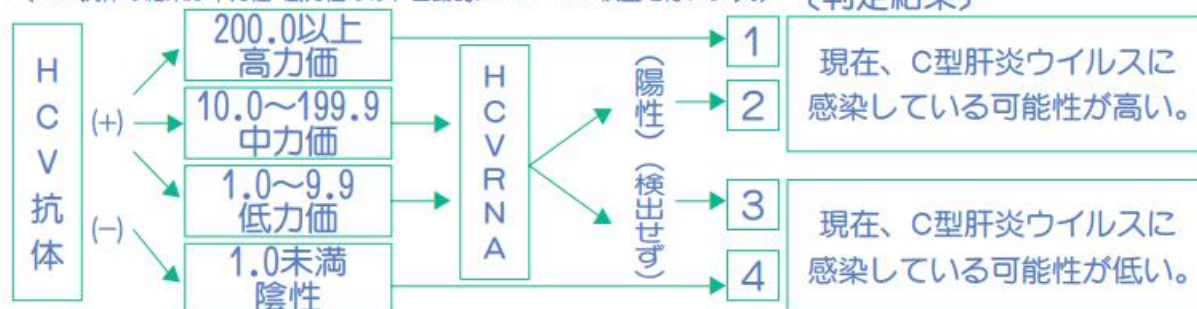 〔判定結果〕
HCV抗体
(+)
(−)
200.0以上
高力価
10.0〜199.9
中力価
1.0〜9.9
低力価
1.0未満
陰性
HCVRNA
(陽性)
(検出せず)
1
2
3
4
現在、C型肝炎ウイルスに
感染している可能性が高い。
現在、C型肝炎ウイルスに
感染している可能性が低い。